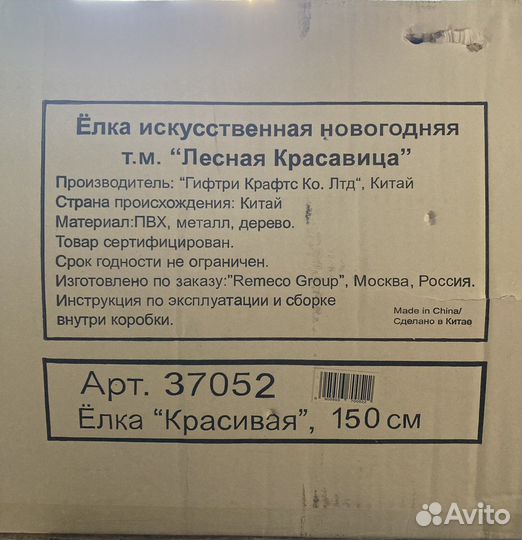 Ёлка искусственная новогодняя
т.м. “Лесная Красавица”
Производитель: “Гифтри Крафтс Ко. Лтд“, Китай
Страна происхождения: Китай
Материал:ПВХ, металл, дерево.
Товар сертифицирован.
Срок годности не ограничен.
Изготовлено по заказу:"Remeco Group", Москва, Россия.
Инструкция по эксплуатации и сборке
внутри коробки.
Made in China/
Сделано в Китае
Арт. 37052
Ёлка “Красивая”, 150 см
Avito